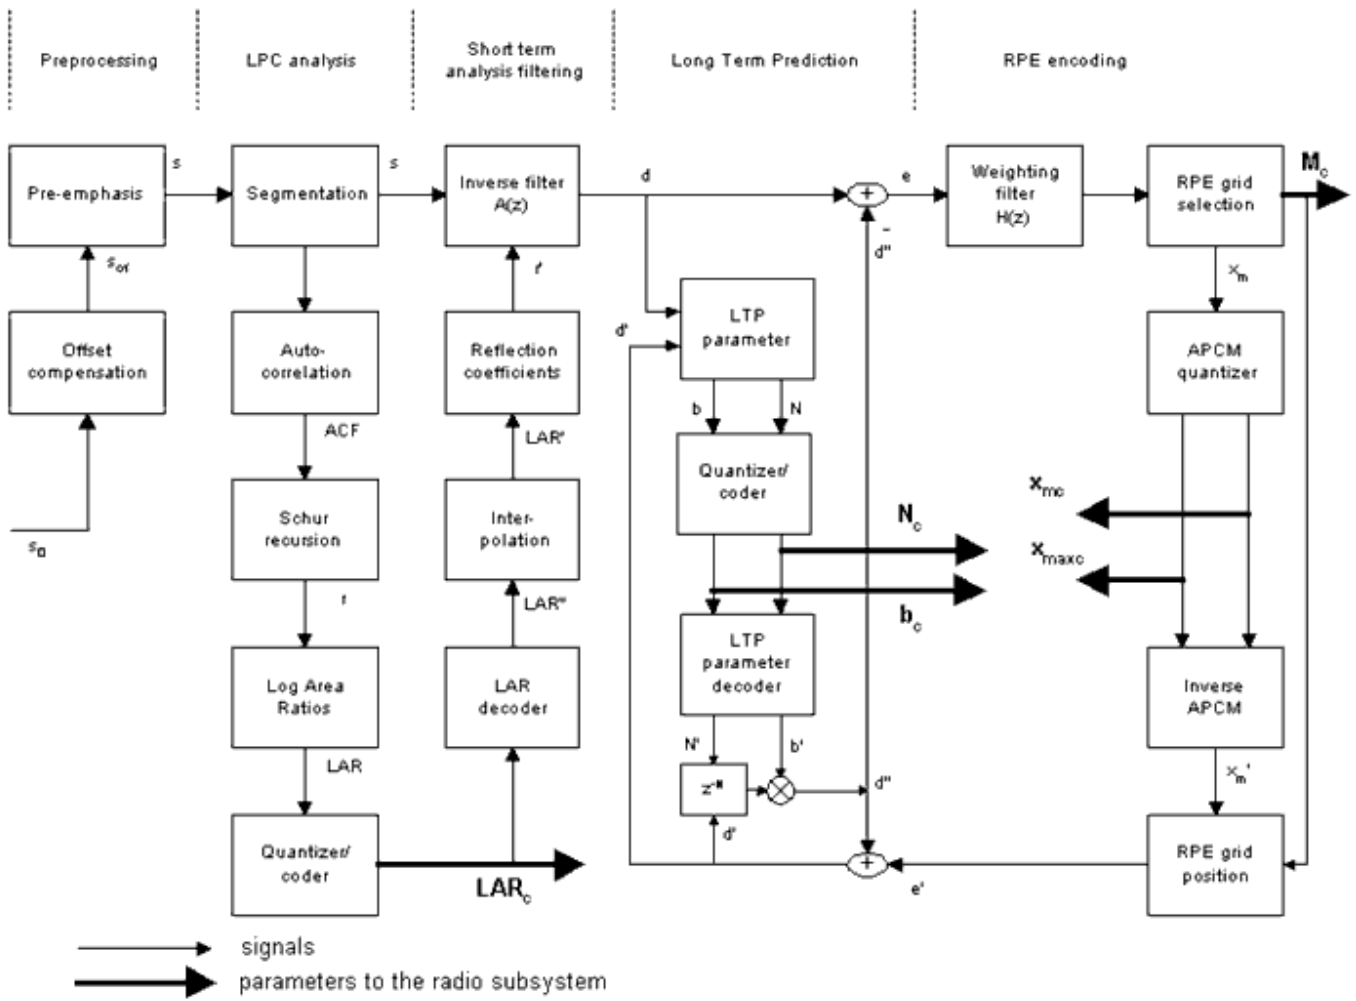 Preprocessing
LPC analysis
Short term
analysis filtering
Long Term Prediction
RPE encoding
Pre-emphasis
s
Segmentation
s
Inverse filter
A(z)
d
+
e
Weighting
filter
H(z)
RPE grid
selection
Mc
sof
r'
-
d"
xm
Offset
compensation
Auto-
correlation
Reflection
coefficients
d'
LTP
parameter
APCM
quantizer
ACF
LAR'
b
N
s0
Schur
recursion
Inter-
polation
Quantizer/
coder
Nc
xmc
xmaxc
r
LAR"
bc
Log Area
Ratios
LAR
decoder
LTP
parameter
decoder
Inverse
APCM
LAR
N'
b'
xm'
z-N
d"
d'
Quantizer/
coder
LARc
+
e'
RPE grid
position
signals
parameters to the radio subsystem